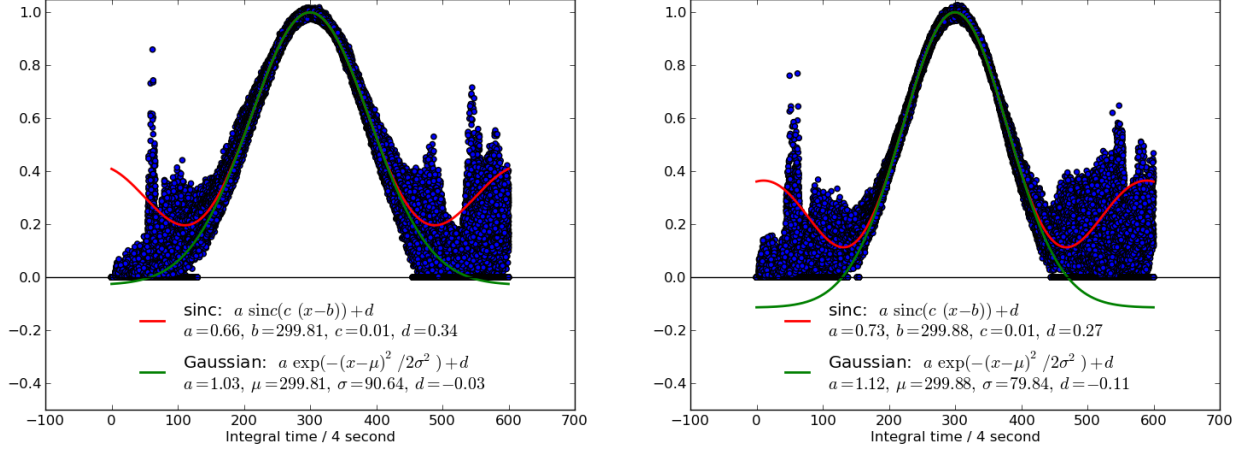 1.0
0.8
0.6
0.4
0.2
0.0
−0.2
−0.4
sinc: a sinc(c (x−b))+d
a=0.66, b=299.81, c=0.01, d=0.34
Gaussian: a exp(−(x−μ)² /2σ² )+d
a=1.03, μ=299.81, σ=90.64, d=−0.03
−100 0 100 200 300 400 500 600 700
Integral time / 4 second
1.0
0.8
0.6
0.4
0.2
0.0
−0.2
−0.4
sinc: a sinc(c (x−b))+d
a=0.73, b=299.88, c=0.01, d=0.27
Gaussian: a exp(−(x−μ)² /2σ² )+d
a=1.12, μ=299.88, σ=79.84, d=−0.11
−100 0 100 200 300 400 500 600 700
Integral time / 4 second